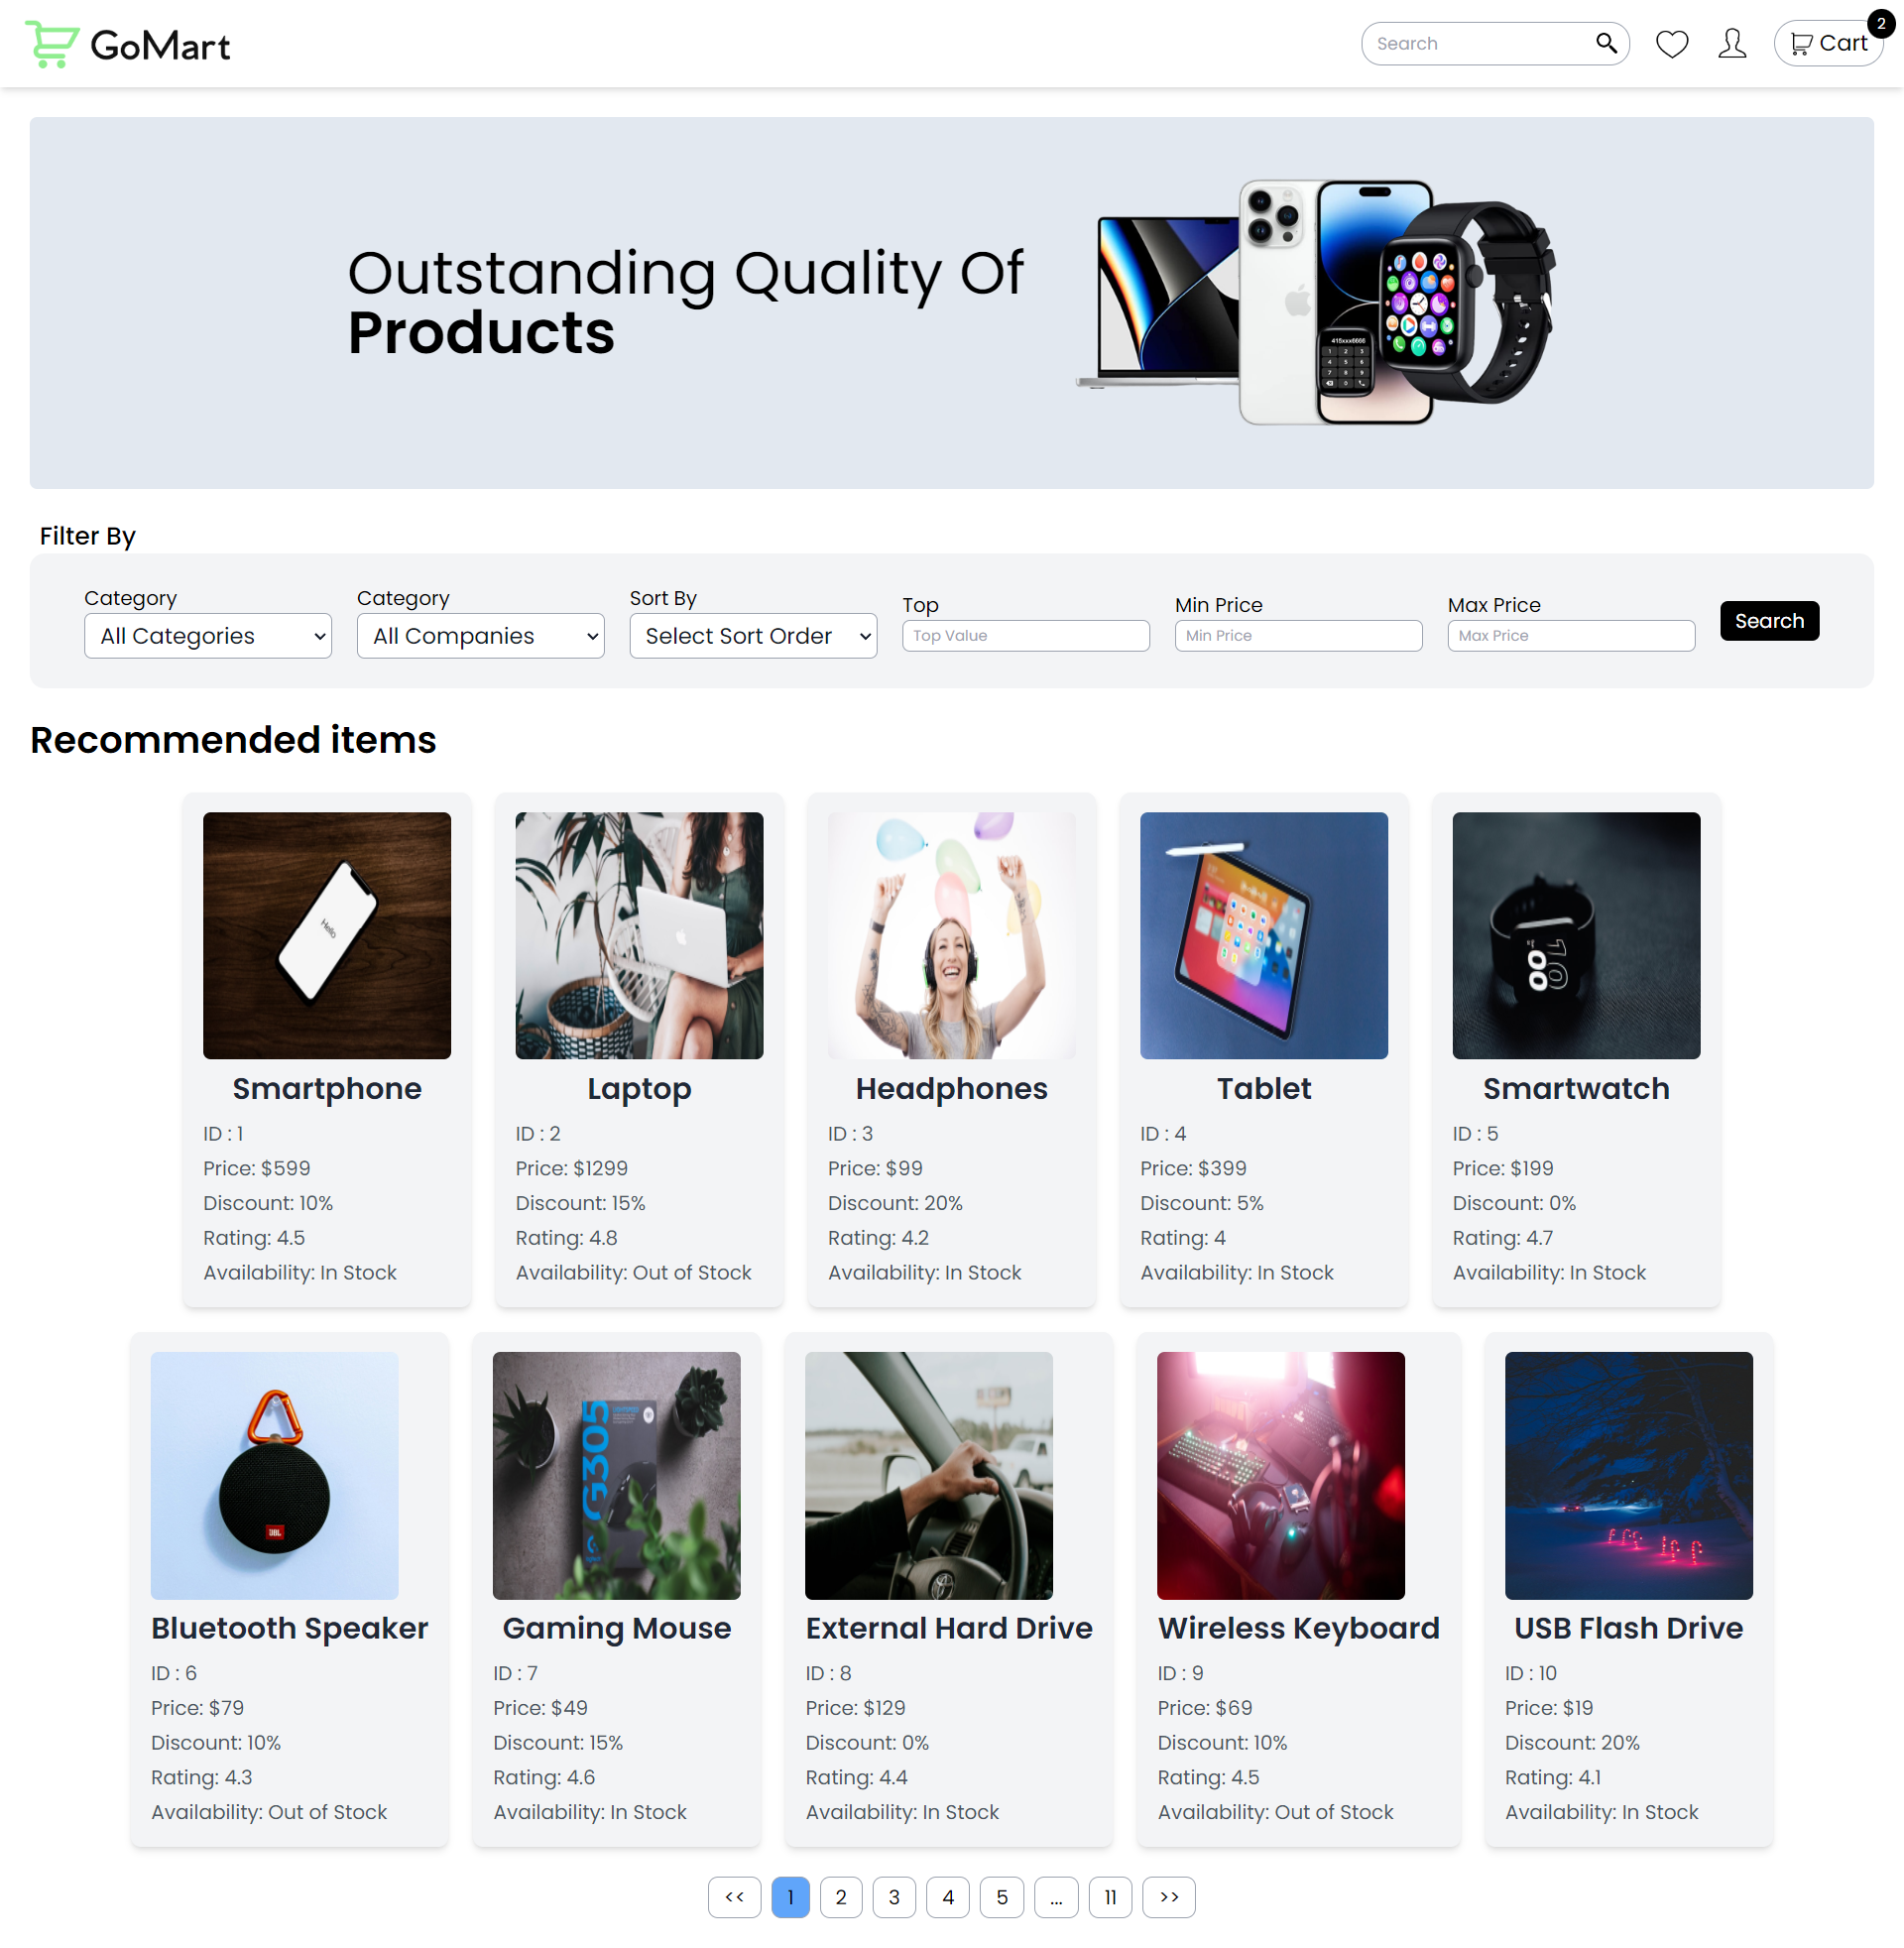 GoMart
Search
Cart
2
Outstanding Quality Of
Products
415xxx6666
Filter By
Category
All Categories
Category
All Companies
Sort By
Select Sort Order
Top
Top Value
Min Price
Min Price
Max Price
Max Price
Search
Recommended items
Hello
Smartphone
ID : 1
Price: $599
Discount: 10%
Rating: 4.5
Availability: In Stock
Laptop
ID : 2
Price: $1299
Discount: 15%
Rating: 4.8
Availability: Out of Stock
Headphones
ID : 3
Price: $99
Discount: 20%
Rating: 4.2
Availability: In Stock
Tablet
ID : 4
Price: $399
Discount: 5%
Rating: 4
Availability: In Stock
Smartwatch
ID : 5
Price: $199
Discount: 0%
Rating: 4.7
Availability: In Stock
JBL
Bluetooth Speaker
ID : 6
Price: $79
Discount: 10%
Rating: 4.3
Availability: Out of Stock
G305
Gaming Mouse
ID : 7
Price: $49
Discount: 15%
Rating: 4.6
Availability: In Stock
External Hard Drive
ID : 8
Price: $129
Discount: 0%
Rating: 4.4
Availability: In Stock
Wireless Keyboard
ID : 9
Price: $69
Discount: 10%
Rating: 4.5
Availability: Out of Stock
USB Flash Drive
ID : 10
Price: $19
Discount: 20%
Rating: 4.1
Availability: In Stock
<< 1 2 3 4 5 ... 11 >>